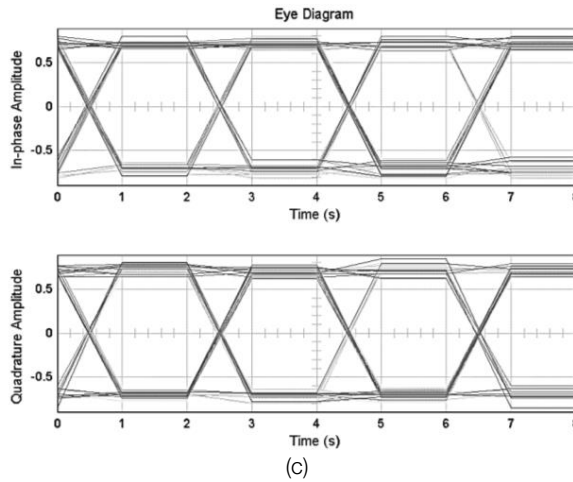 Eye Diagram
In-phase Amplitude
0.5
0
-0.5
0 1 2 3 4 5 6 7 8
Time (s)
Quadrature Amplitude
0.5
0
-0.5
0 1 2 3 4 5 6 7 8
Time (s)
(c)